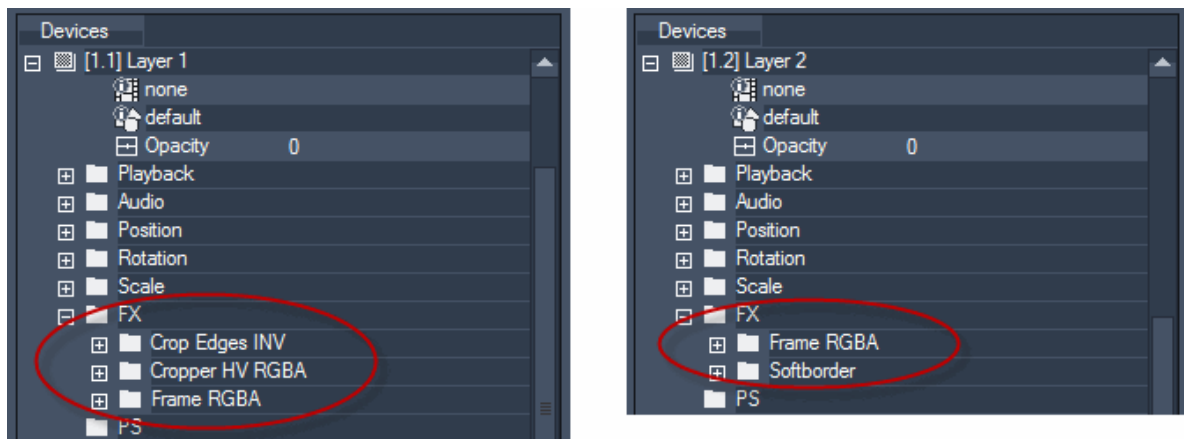 Devices
[1.1] Layer 1
none
default
Opacity 0
Playback
Audio
Position
Rotation
Scale
FX
Crop Edges INV
Cropper HV RGBA
Frame RGBA
PS
Devices
[1.2] Layer 2
none
default
Opacity 0
Playback
Audio
Position
Rotation
Scale
FX
Frame RGBA
Softborder
PS